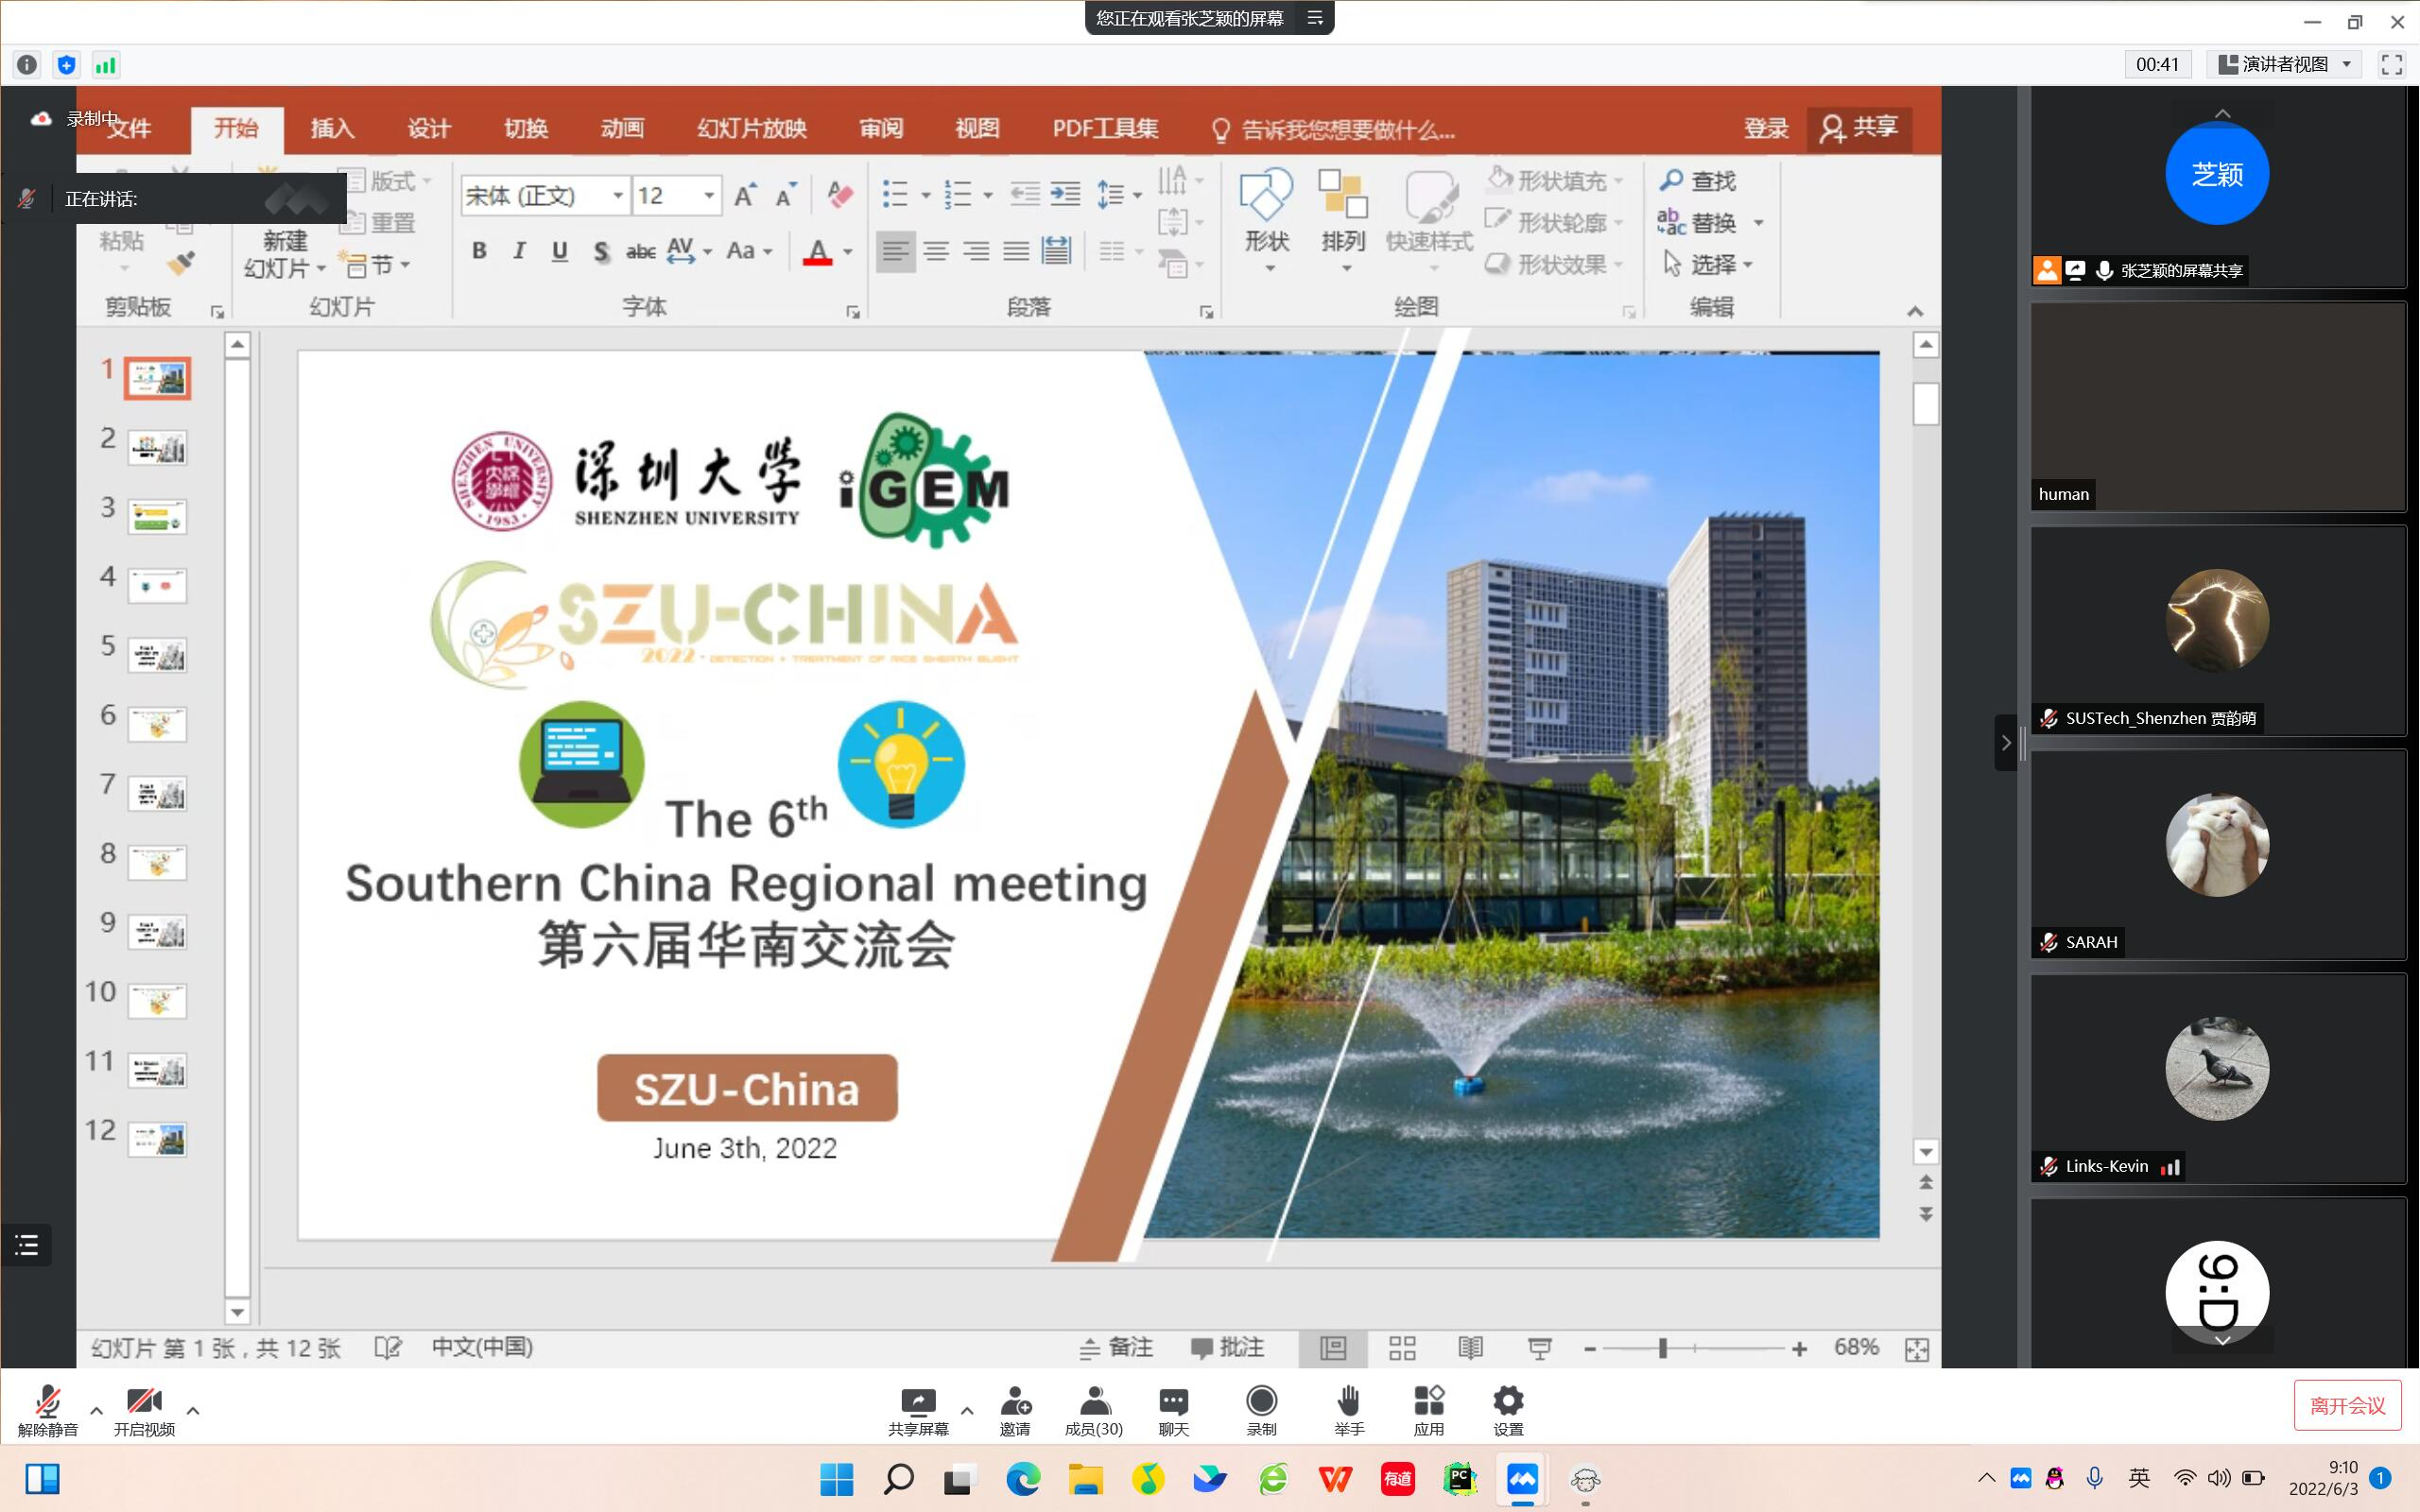 您正在观看张芝颖的屏幕
00:41
演讲者视图
录制中
文件 开始 插入 设计 切换 动画 幻灯片放映 审阅 视图 PDF工具集 告诉我您想要做什么... 登录 共享
正在讲话:
粘贴
剪贴板
新建
幻灯片
版式
重置
节
幻灯片
宋体 (正文) 12
B I U S abc AV Aa A
字体
段落
形状 排列 快速样式
形状填充
形状轮廓
形状效果
绘图
查找
替换
选择
编辑
1
2
3
4
5
6
7
8
9
10
11
12
SHENZHEN UNIVERSITY
1983
深圳大学
SHENZHEN UNIVERSITY
iGEM
SZU-CHINA
2022 · DETECTION + TREATMENT OF RICE SHEATH BLIGHT
The 6th
Southern China Regional meeting
第六届华南交流会
SZU-China
June 3th, 2022
幻灯片 第 1 张，共 12 张 中文(中国) 备注 批注 68%
芝颖
张芝颖的屏幕共享
human
SUSTech_Shenzhen 贾韵萌
SARAH
Links-Kevin
9:D
解除静音 开启视频 共享屏幕 邀请 成员(30) 聊天 录制 举手 应用 设置 离开会议
有道
PC
英
9:10
2022/6/3
1